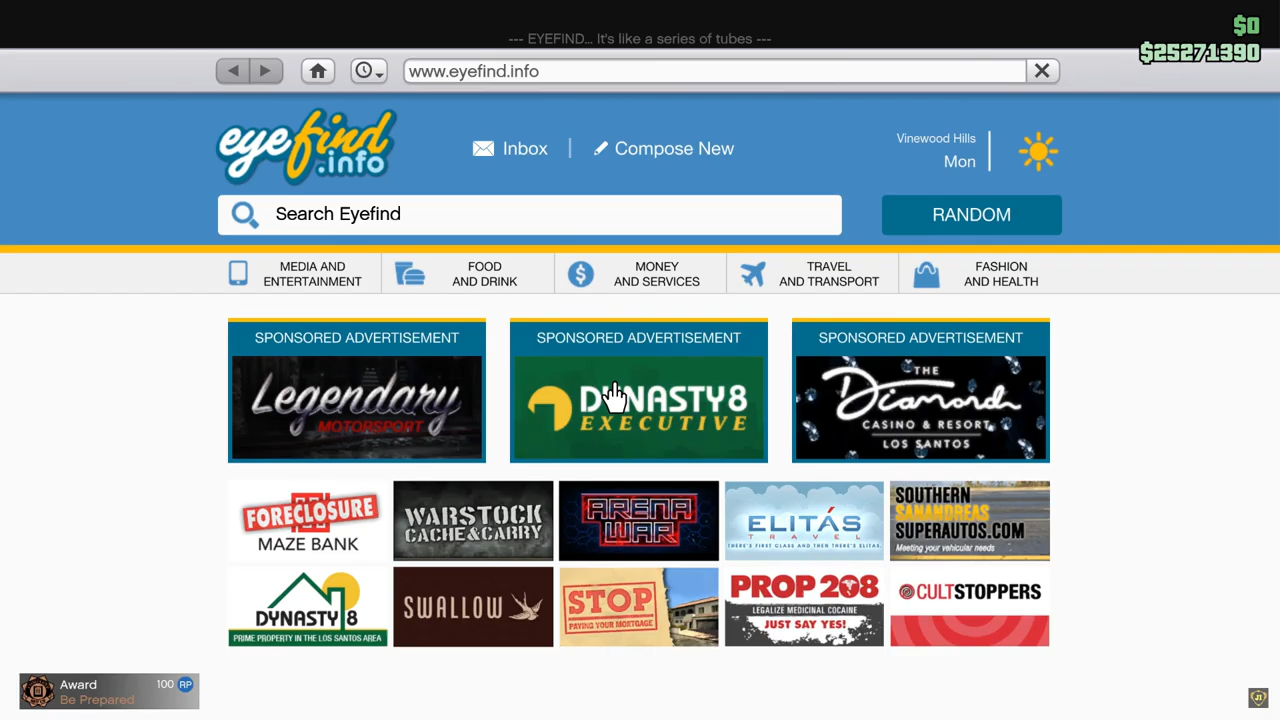 $0
$25271390
--- EYEFIND... It's like a series of tubes ---
www.eyefind.info
eyefind
.info
Inbox
Compose New
Vinewood Hills
Mon
Search Eyefind
RANDOM
MEDIA AND
ENTERTAINMENT
FOOD
AND DRINK
MONEY
AND SERVICES
TRAVEL
AND TRANSPORT
FASHION
AND HEALTH
SPONSORED ADVERTISEMENT
Legendary
MOTORSPORT
SPONSORED ADVERTISEMENT
DYNASTY8
EXECUTIVE
SPONSORED ADVERTISEMENT
THE
Diamond
CASINO & RESORT
LOS SANTOS
FORECLOSURE
MAZE BANK
WARSTOCK
CACHE&CARRY
ARENA
WAR
ELITÁS
TRAVEL
THERE'S FIRST CLASS AND THEN THERE'S ELITAS.
SOUTHERN
SANANDREAS
SUPERAUTOS.COM
Meeting your vehicular needs
DYNASTY 8
PRIME PROPERTY IN THE LOS SANTOS AREA
SWALLOW
STOP
PAYING YOUR MORTGAGE
PROP 208
LEGALIZE MEDICINAL COCAINE
JUST SAY YES!
CULTSTOPPERS
Award
100 RP
Be Prepared